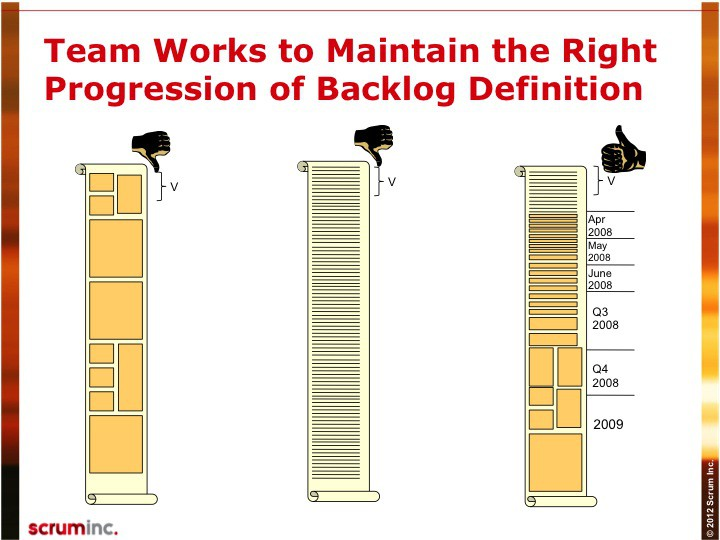 Team Works to Maintain the Right
Progression of Backlog Definition
V
V
V
Apr
2008
May
2008
June
2008
Q3
2008
Q4
2008
2009
scruminc.
© 2012 Scrum Inc.